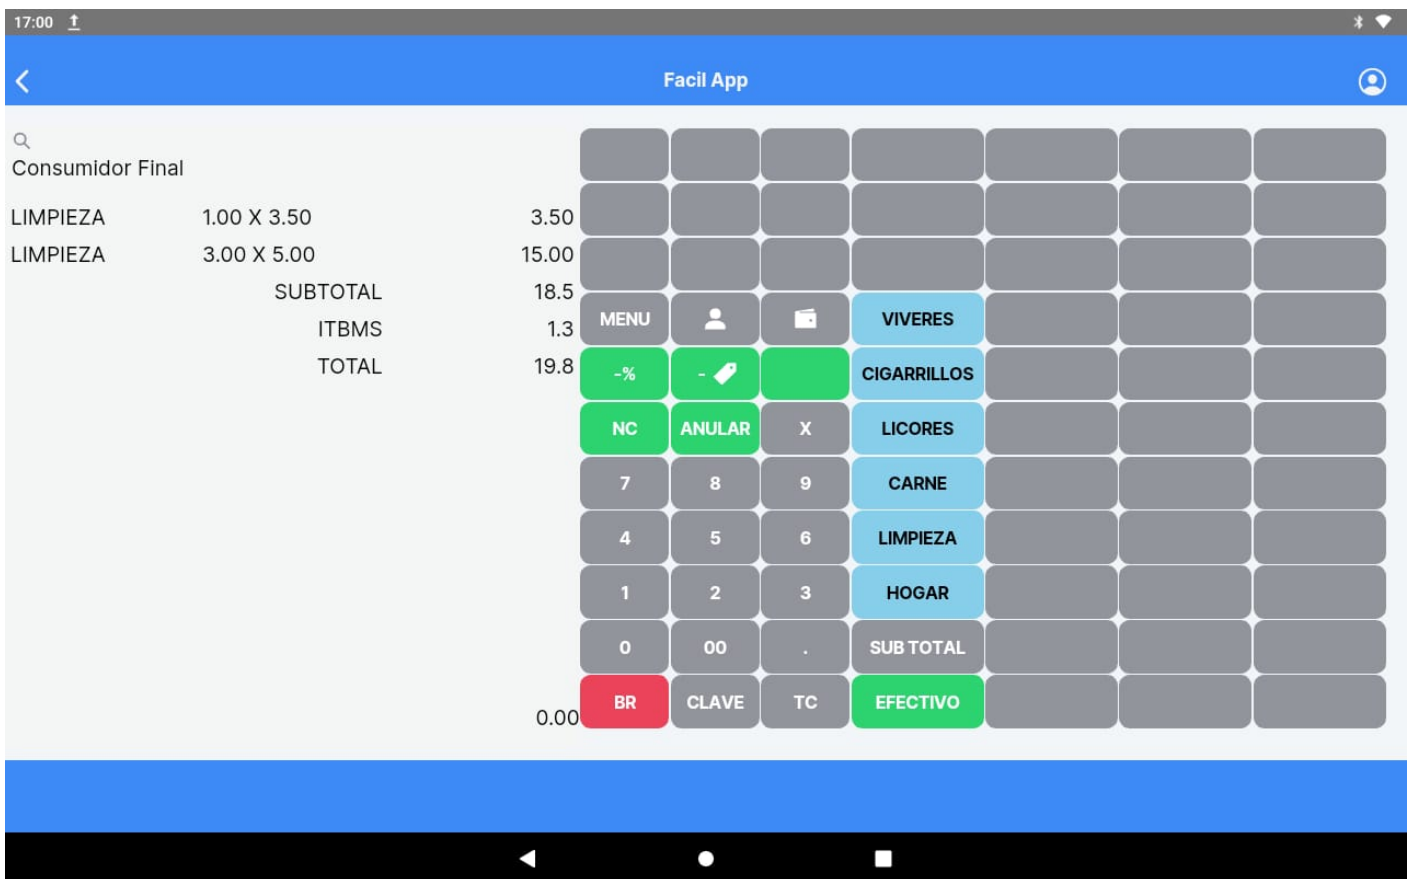 17:00
Facil App
Consumidor Final
LIMPIEZA 1.00 X 3.50 3.50
LIMPIEZA 3.00 X 5.00 15.00
SUBTOTAL 18.5
ITBMS 1.3
TOTAL 19.8
0.00
MENU VIVERES
-% - CIGARRILLOS
NC ANULAR X LICORES
7 8 9 CARNE
4 5 6 LIMPIEZA
1 2 3 HOGAR
0 00 . SUB TOTAL
BR CLAVE TC EFECTIVO